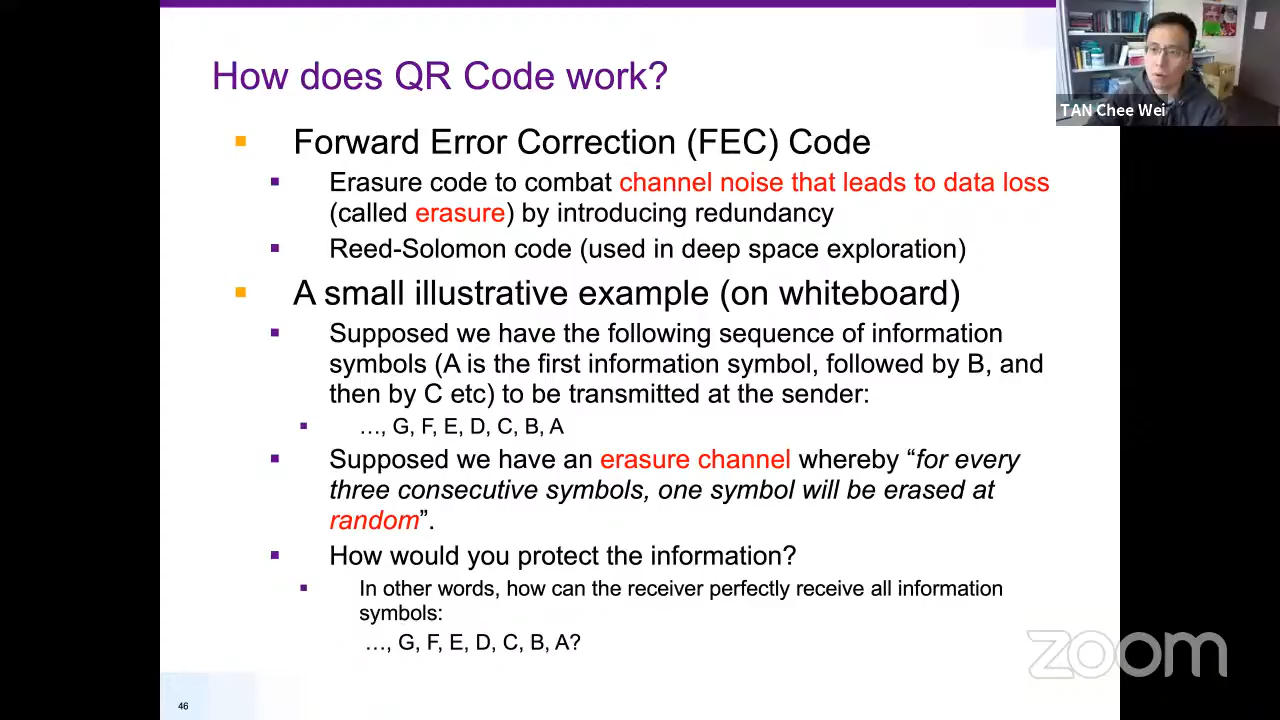 How does QR Code work?
TAN Chee Wei
Forward Error Correction (FEC) Code
Erasure code to combat channel noise that leads to data loss
(called erasure) by introducing redundancy
Reed-Solomon code (used in deep space exploration)
A small illustrative example (on whiteboard)
Supposed we have the following sequence of information
symbols (A is the first information symbol, followed by B, and
then by C etc) to be transmitted at the sender:
…, G, F, E, D, C, B, A
Supposed we have an erasure channel whereby “for every
three consecutive symbols, one symbol will be erased at
random”.
How would you protect the information?
In other words, how can the receiver perfectly receive all information
symbols:
…, G, F, E, D, C, B, A?
zoom
46